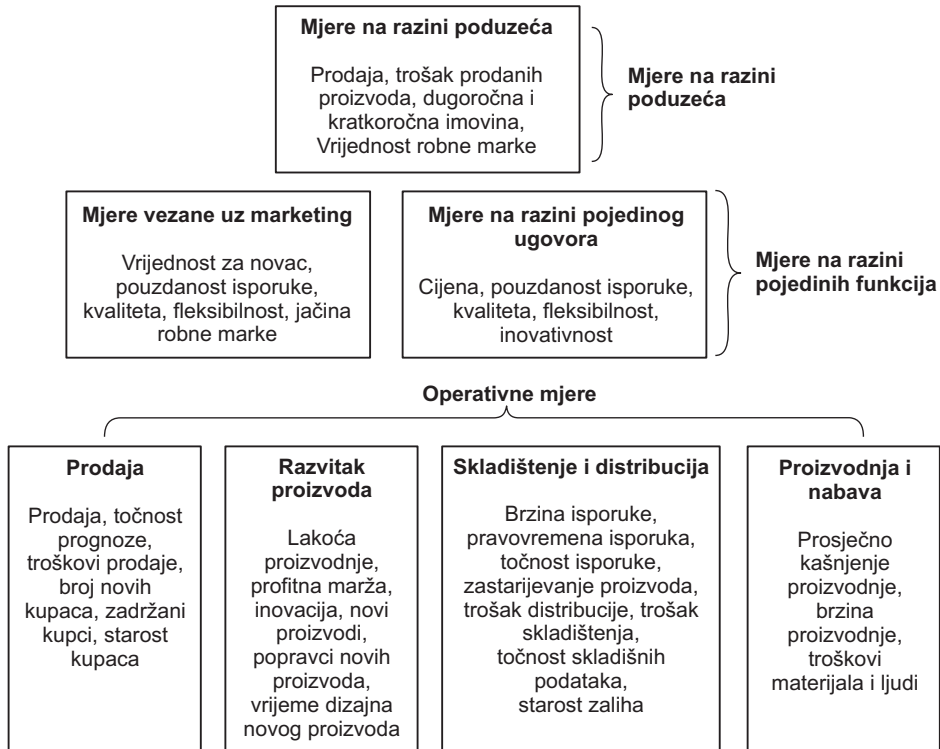 Mjere na razini poduzeća
Prodaja, trošak prodanih
proizvoda, dugoročna i
kratkoročna imovina,
Vrijednost robne marke
Mjere na razini
poduzeća
Mjere vezane uz marketing
Vrijednost za novac,
pouzdanost isporuke,
kvaliteta, fleksibilnost, jačina
robne marke
Mjere na razini pojedinog
ugovora
Cijena, pouzdanost isporuke,
kvaliteta, fleksibilnost,
inovativnost
Mjere na razini
pojedinih funkcija
Operativne mjere
Prodaja
Prodaja, točnost
prognoze,
troškovi prodaje,
broj novih
kupaca, zadržani
kupci, starost
kupaca
Razvitak
proizvoda
Lakoća
proizvodnje,
profitna marža,
inovacija, novi
proizvodi,
popravci novih
proizvoda,
vrijeme dizajna
novog proizvoda
Skladištenje i distribucija
Brzina isporuke,
pravovremena isporuka,
točnost isporuke,
zastarijevanje proizvoda,
trošak distribucije, trošak
skladištenja,
točnost skladišnih
podataka,
starost zaliha
Proizvodnja i
nabava
Prosječno
kašnjenje
proizvodnje,
brzina
proizvodnje,
troškovi
materijala i ljudi